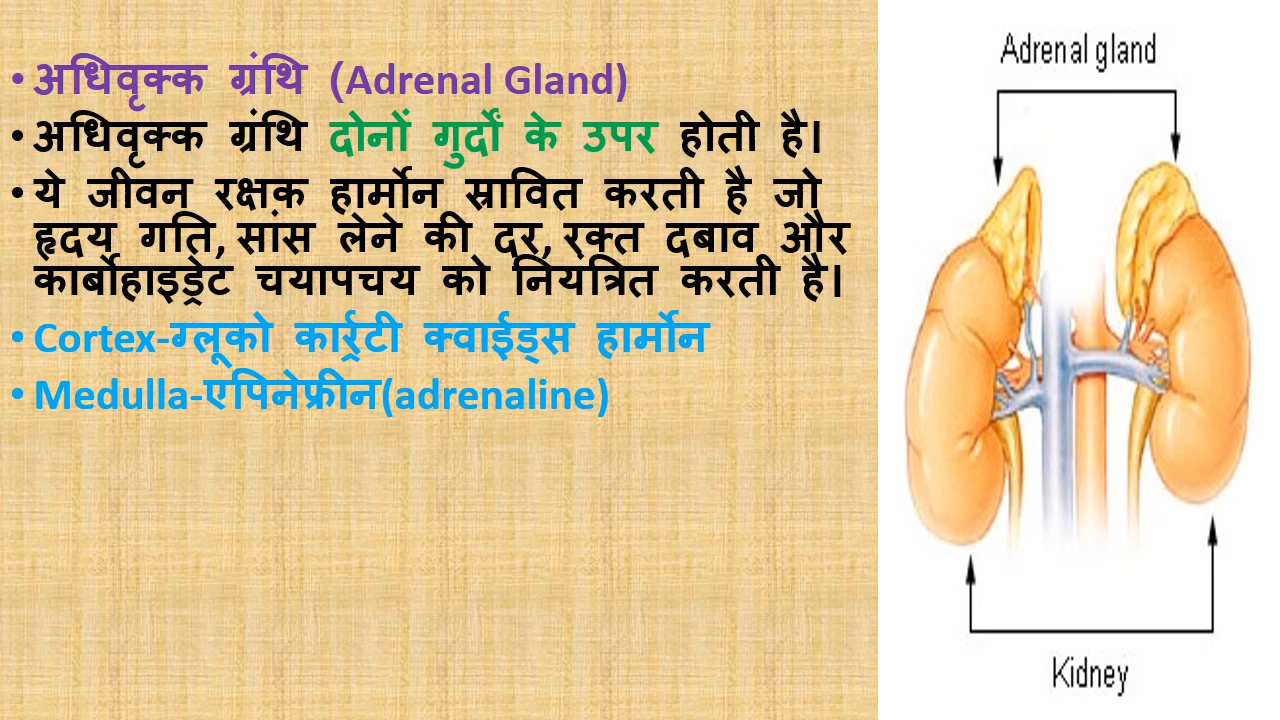 • अधिवृक्क ग्रंथि (Adrenal Gland)
• अधिवृक्क ग्रंथि दोनों गुर्दों के उपर होती है।
• ये जीवन रक्षक हार्मोन स्रावित करती है जो
हृदय गति, सांस लेने की दर, रक्त दबाव और
कार्बोहाइड्रेट चयापचय को नियंत्रित करती है।
• Cortex-ग्लूको कार्र्टी क्वाईड्स हार्मोन
• Medulla-एपिनेफ्रीन(adrenaline)
Adrenal gland
Kidney